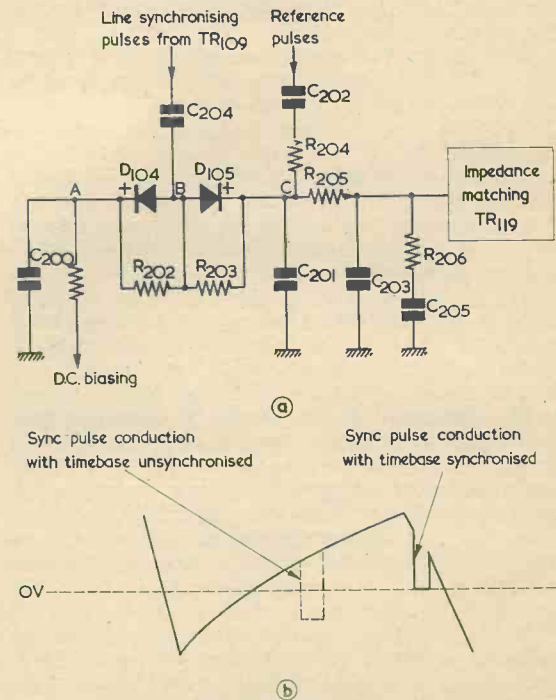 Line synchronising
pulses from TR109
Reference
pulses
C204
C202
R204
D104
D105
A
+
B
+
C
R205
Impedance
matching
TR119
C200
R202
R203
C201
C203
R206
C205
D.C. biasing
a
Sync pulse conduction
with timebase unsynchronised
Sync pulse conduction
with timebase synchronised
0V
b